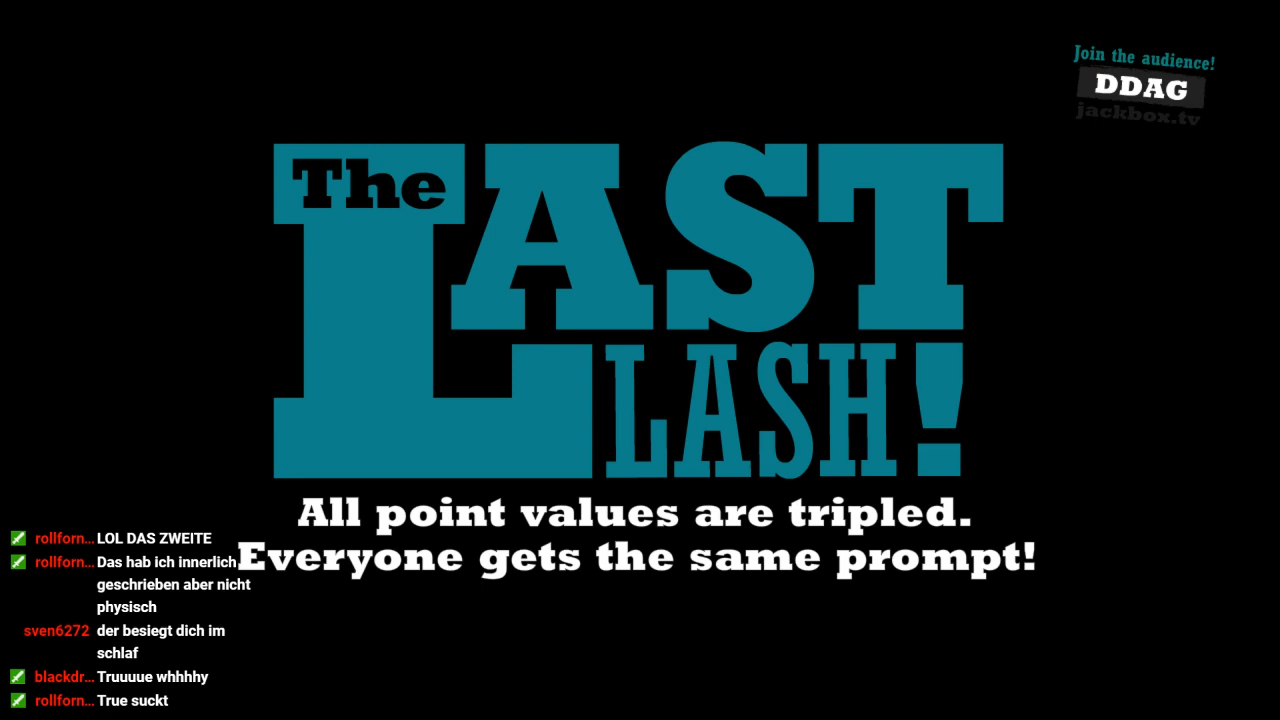 Join the audience!
DDAG
jackbox.tv
The
LAST
LASH!
All point values are tripled.
Everyone gets the same prompt!
rollforn... LOL DAS ZWEITE
rollforn... Das hab ich innerlich
geschrieben aber nicht
physisch
sven6272 der besiegt dich im
schlaf
blackdr... Truuuue whhhhy
rollforn... True suckt